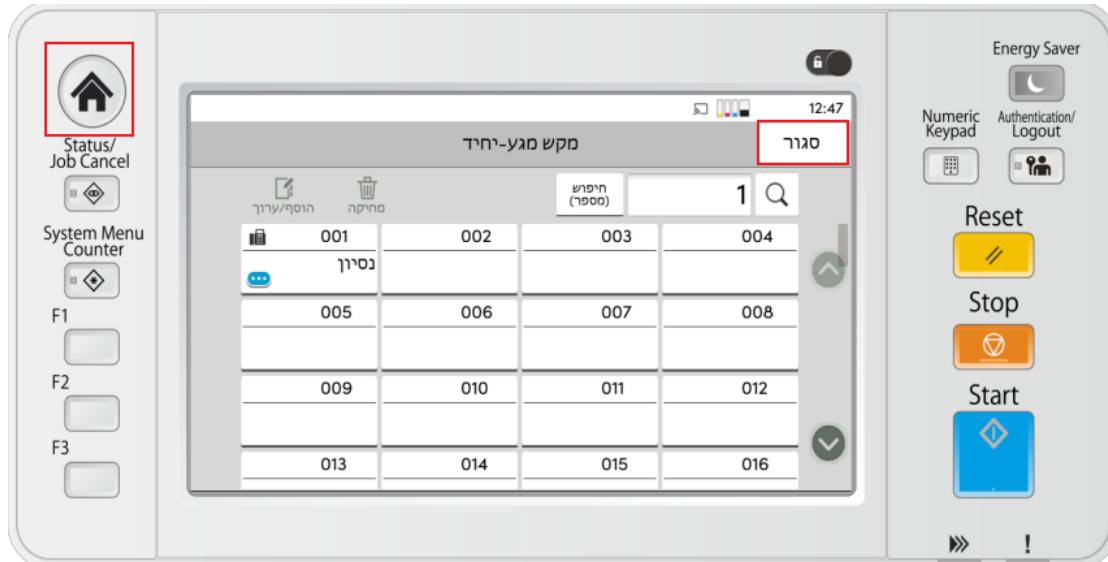 Energy Saver
12:47
Numeric
Keypad
Authentication/
Logout
Status/
Job Cancel
מקש מגע-יחיד
סגור
הוסף/ערוך
מחיקה
חיפוש
(מספר)
1
Reset
System Menu
Counter
001
002
003
004
נסיון
Stop
F1
005
006
007
008
F2
009
010
011
012
Start
F3
013
014
015
016
!